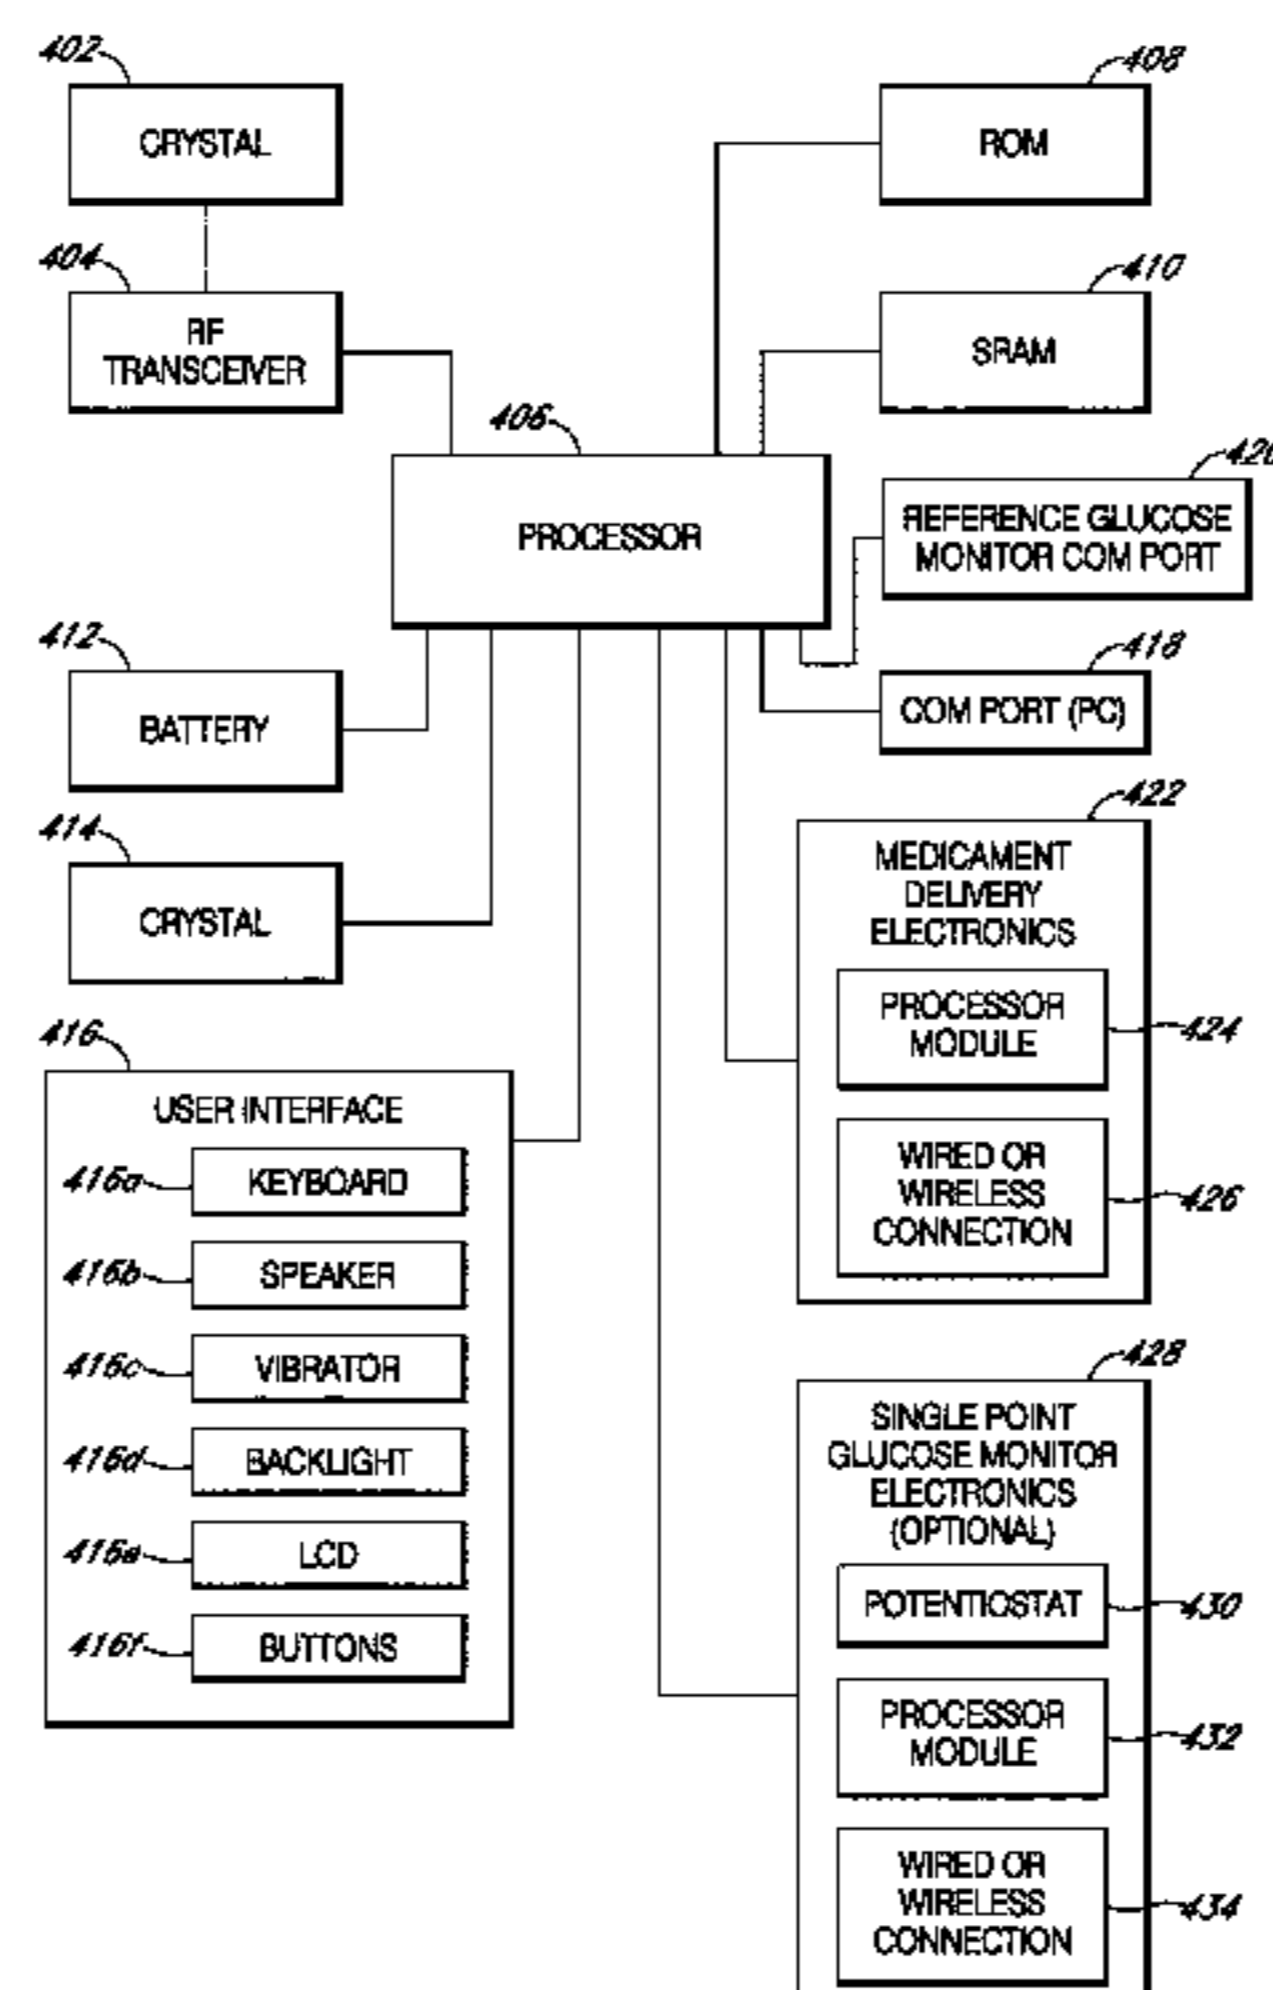 402
CRYSTAL
404
RF
TRANSCEIVER
408
ROM
410
SRAM
406
PROCESSOR
420
REFERENCE GLUCOSE
MONITOR COM PORT
418
COM PORT (PC)
412
BATTERY
414
CRYSTAL
416
USER INTERFACE
416a
KEYBOARD
416b
SPEAKER
416c
VIBRATOR
416d
BACKLIGHT
416e
LCD
416f
BUTTONS
422
MEDICAMENT
DELIVERY
ELECTRONICS
PROCESSOR
MODULE
424
WIRED OR
WIRELESS
CONNECTION
426
428
SINGLE POINT
GLUCOSE MONITOR
ELECTRONICS
(OPTIONAL)
POTENTIOSTAT
430
PROCESSOR
MODULE
432
WIRED OR
WIRELESS
CONNECTION
434